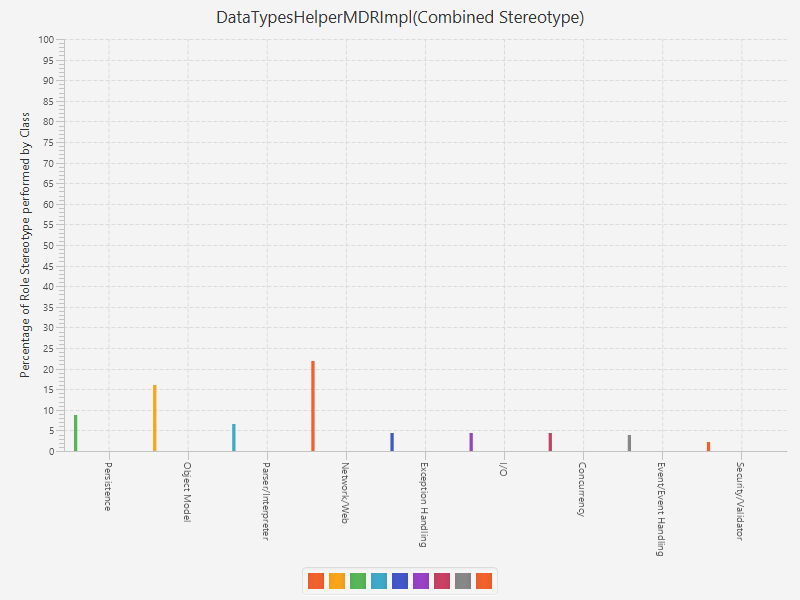 DataTypesHelperMDRImpl(Combined Stereotype)
Percentage of Role Stereotype performed by Class
100
95
90
85
80
75
70
65
60
55
50
45
40
35
30
25
20
15
10
5
0
Persistence
Object Model
Parser/Interpreter
Network/Web
Exception Handling
I/O
Concurrency
Event/Event Handling
Security/Validator